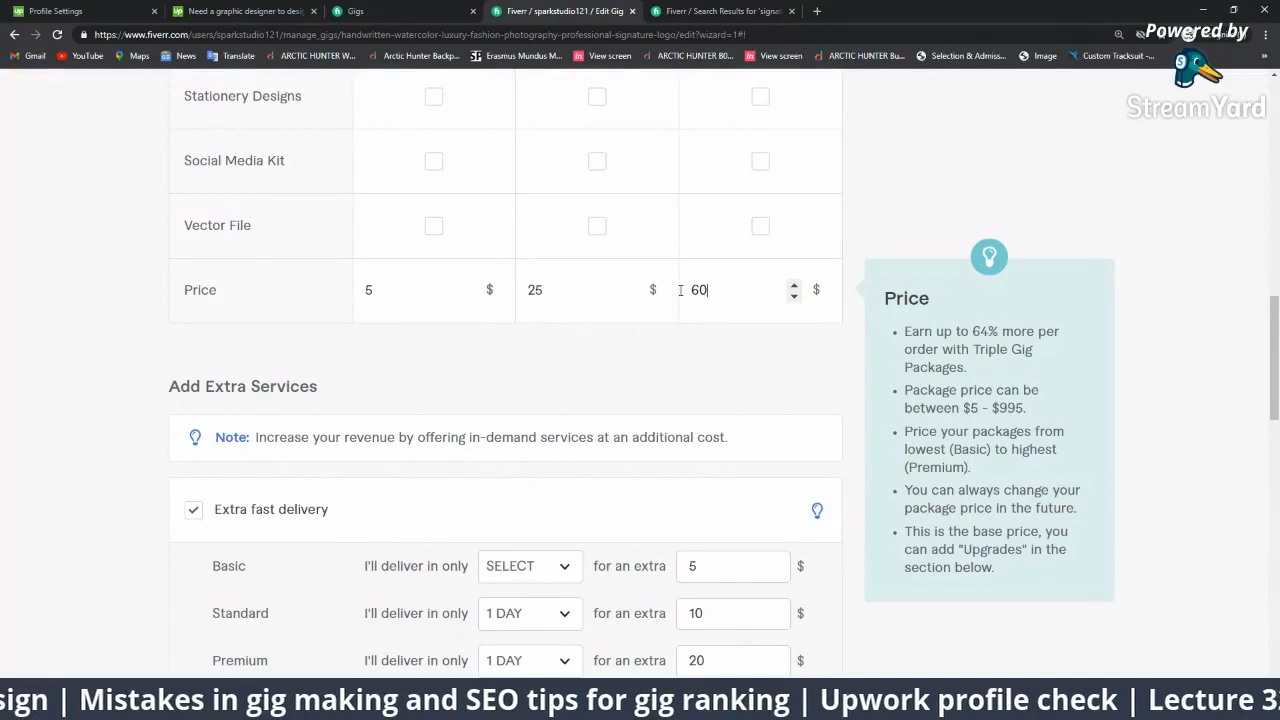 Profile Settings
Need a graphic designer to desi
Gigs
Fiverr / sparkstudio121 / Edit Gig
Fiverr / Search Results for 'signat
https://www.fiverr.com/users/sparkstudio121/manage_gigs/handwritten-watercolor-luxury-fashion-photography-professional-signature-logo/edit?wizard=1#!
Powered by
StreamYard
Gmail
YouTube
Maps
News
Translate
ARCTIC HUNTER Wat...
Arctic Hunter Backp...
Erasmus Mundus M...
View screen
ARCTIC HUNTER B0...
View screen
ARCTIC HUNTER Bu...
Selection & Admiss...
Image
Custom Tracksuit -...
Stationery Designs
Social Media Kit
Vector File
Price 5 $ 25 $ 60 $
Price
Earn up to 64% more per
order with Triple Gig
Packages.
Package price can be
between $5 - $995.
Price your packages from
lowest (Basic) to highest
(Premium).
You can always change your
package price in the future.
This is the base price, you
can add "Upgrades" in the
section below.
Add Extra Services
Note: Increase your revenue by offering in-demand services at an additional cost.
Extra fast delivery
Basic I'll deliver in only SELECT for an extra 5 $
Standard I'll deliver in only 1 DAY for an extra 10 $
Premium I'll deliver in only 1 DAY for an extra 20 $
sign | Mistakes in gig making and SEO tips for gig ranking | Upwork profile check | Lecture 3